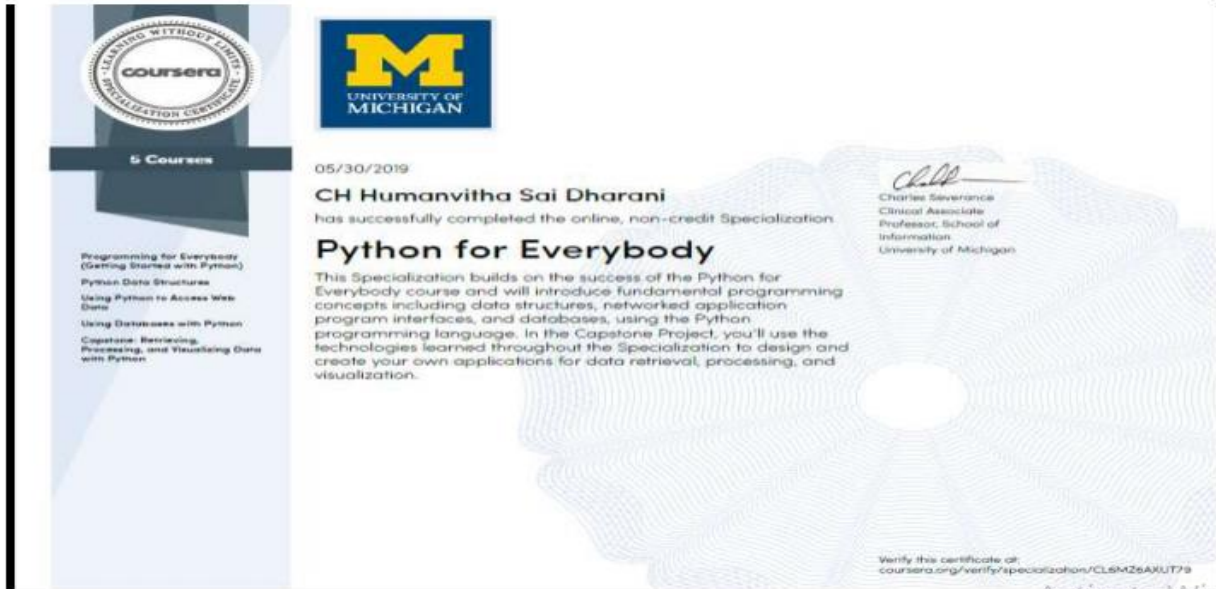 LEARNING WITHOUT LIMITS
coursera
SPECIALIZATION CERTIFICATE
5 Courses
Programming for Everybody
(Getting Started with Python)
Python Data Structures
Using Python to Access Web
Data
Using Databases with Python
Capstone: Retrieving,
Processing, and Visualizing Data
with Python
M
UNIVERSITY OF
MICHIGAN
05/30/2019
CH Humanvitha Sai Dharani
has successfully completed the online, non-credit Specialization
Python for Everybody
This Specialization builds on the success of the Python for
Everybody course and will introduce fundamental programming
concepts including data structures, networked application
program interfaces, and databases, using the Python
programming language. In the Capstone Project, you'll use the
technologies learned throughout the Specialization to design and
create your own applications for data retrieval, processing, and
visualization.
Charles Severance
Clinical Associate
Professor, School of
Information
University of Michigan
Verify this certificate at:
coursera.org/verify/specialization/CL6MZ6AXUT79